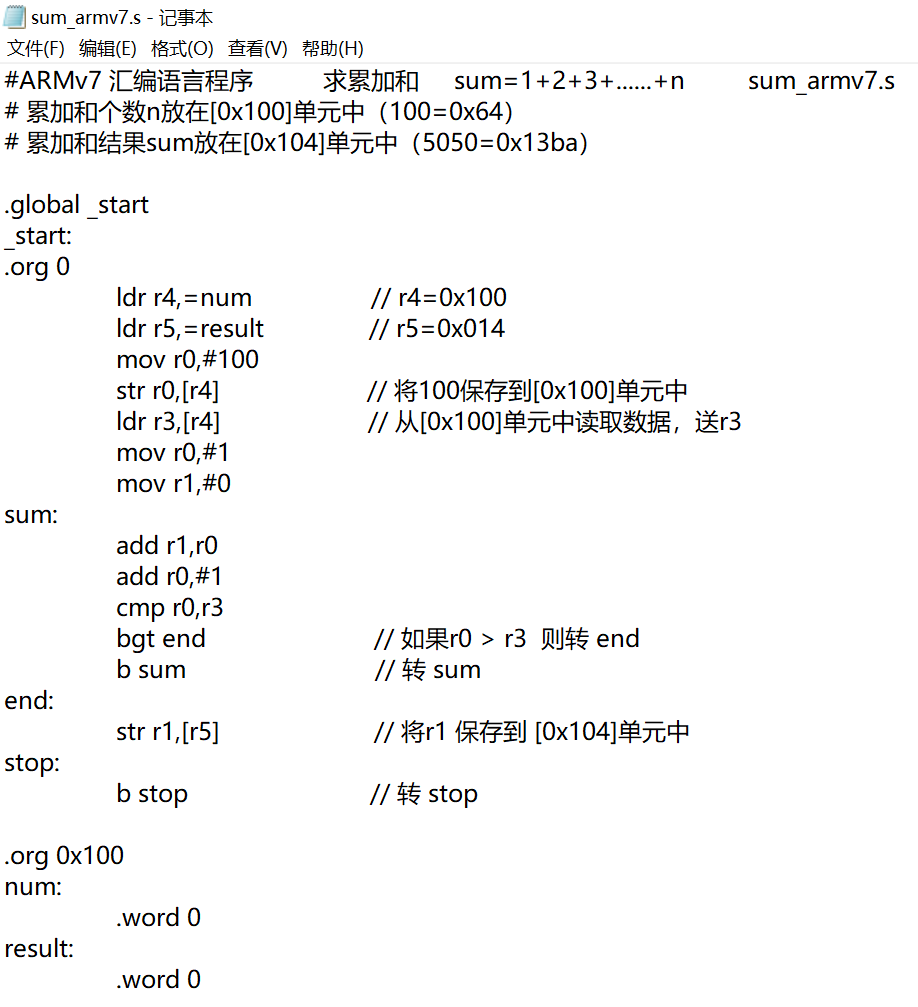 sum_armv7.s - 记事本
文件(F) 编辑(E) 格式(O) 查看(V) 帮助(H)
#ARMv7 汇编语言程序 求累加和 sum=1+2+3+......+n sum_armv7.s
# 累加和个数n放在[0x100]单元中（100=0x64）
# 累加和结果sum放在[0x104]单元中（5050=0x13ba）
.global _start
_start:
.org 0
ldr r4,=num // r4=0x100
ldr r5,=result // r5=0x014
mov r0,#100
str r0,[r4] // 将100保存到[0x100]单元中
ldr r3,[r4] // 从[0x100]单元中读取数据，送r3
mov r0,#1
mov r1,#0
sum:
add r1,r0
add r0,#1
cmp r0,r3
bgt end // 如果r0 > r3 则转 end
b sum // 转 sum
end:
str r1,[r5] // 将r1 保存到 [0x104]单元中
stop:
b stop // 转 stop
.org 0x100
num:
.word 0
result:
.word 0